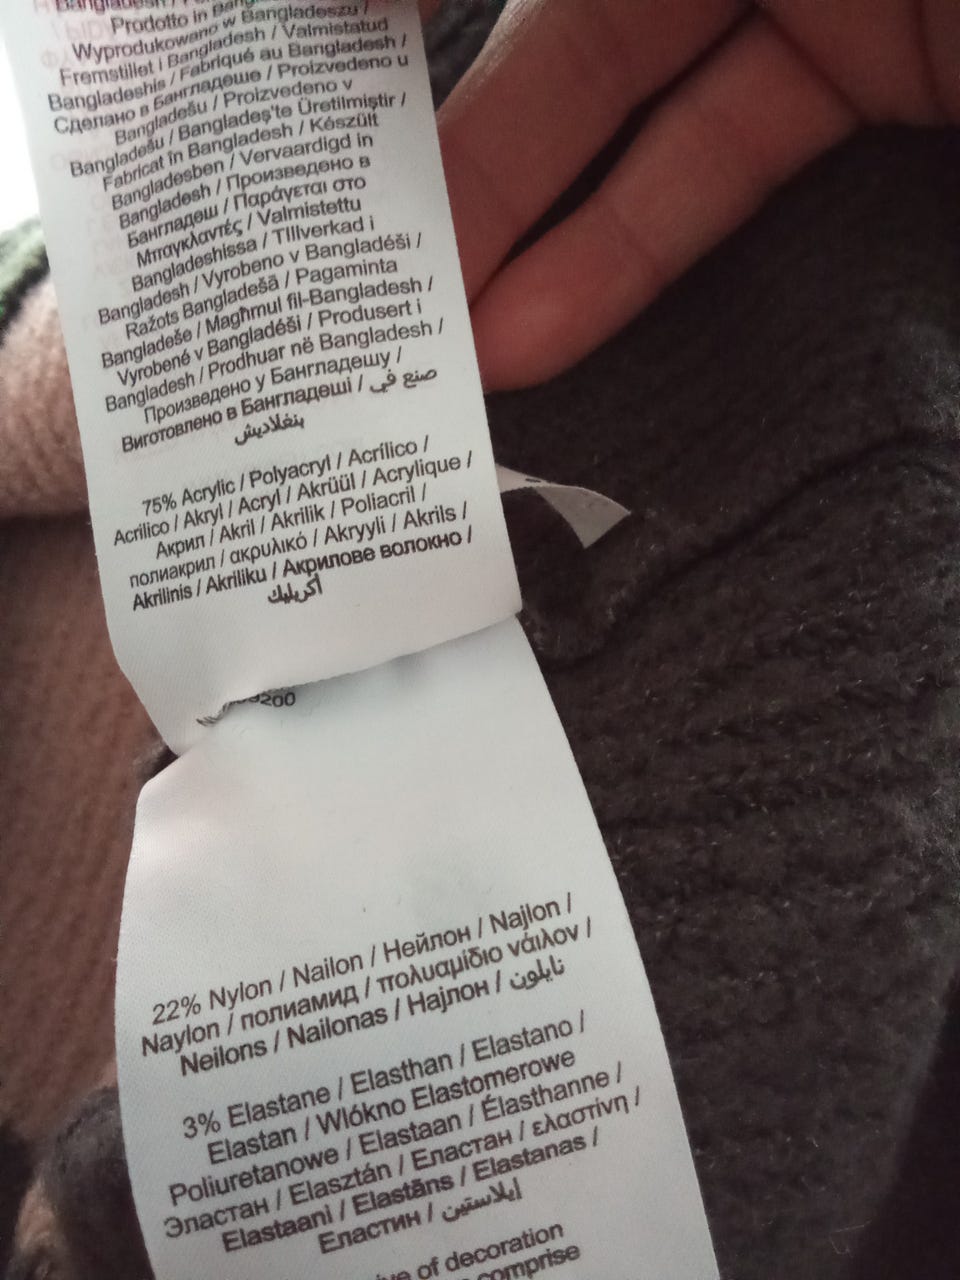 Prodotto in
Wyprodukowano w Bangladeszu /
Fremstillet i Bangladesh / Valmistatud
Bangladeshis / Fabriqué au Bangladesh /
Сделано в Бангладеше / Proizvedeno u
Bangladešu / Proizvedeno v
Bangladešu / Bangladeş'te Üretilmiştir /
Fabricat în Bangladesh / Készült
Bangladesben / Vervaardigd in
Bangladesh / Произведено в
Бангладеш / Παράγεται στο
Μπαγκλαντές / Valmistettu
Bangladeshissa / TIllverkad i
Bangladesh / Vyrobeno v Bangladéši /
Ražots Bangladešā / Pagaminta
Bangladeše / Magħmul fil-Bangladesh /
Vyrobené v Bangladéši / Produsert i
Bangladesh / Prodhuar në Bangladesh /
Произведено у Бангладешу /
Виготовлено в Бангладеші / صنع في
بنغلاديش
75% Acrylic / Polyacryl / Acrílico /
Acrilico / Akryl / Acryl / Akrüül / Acrylique /
Акрил / Akril / Akrilik / Poliacril /
полиакрил / ακρυλικό / Akryyli / Akrils /
Akrilinis / Akriliku / Акрилове волокно /
أكريليك
200
22% Nylon / Nailon / Нейлон / Najlon /
Naylon / полиамид / πολυαμίδιο νάιλον /
Neilons / Nailonas / Најлон / نايلون
3% Elastane / Elasthan / Elastano /
Elastan / Wlókno Elastomerowe
Poliuretanowe / Elastaan / Élasthanne /
Эластан / Elasztán / Еластан / ελαστίνη /
Elastaani / Elastāns / Elastanas /
Еластин / إيلاستين
of decoration
comprise